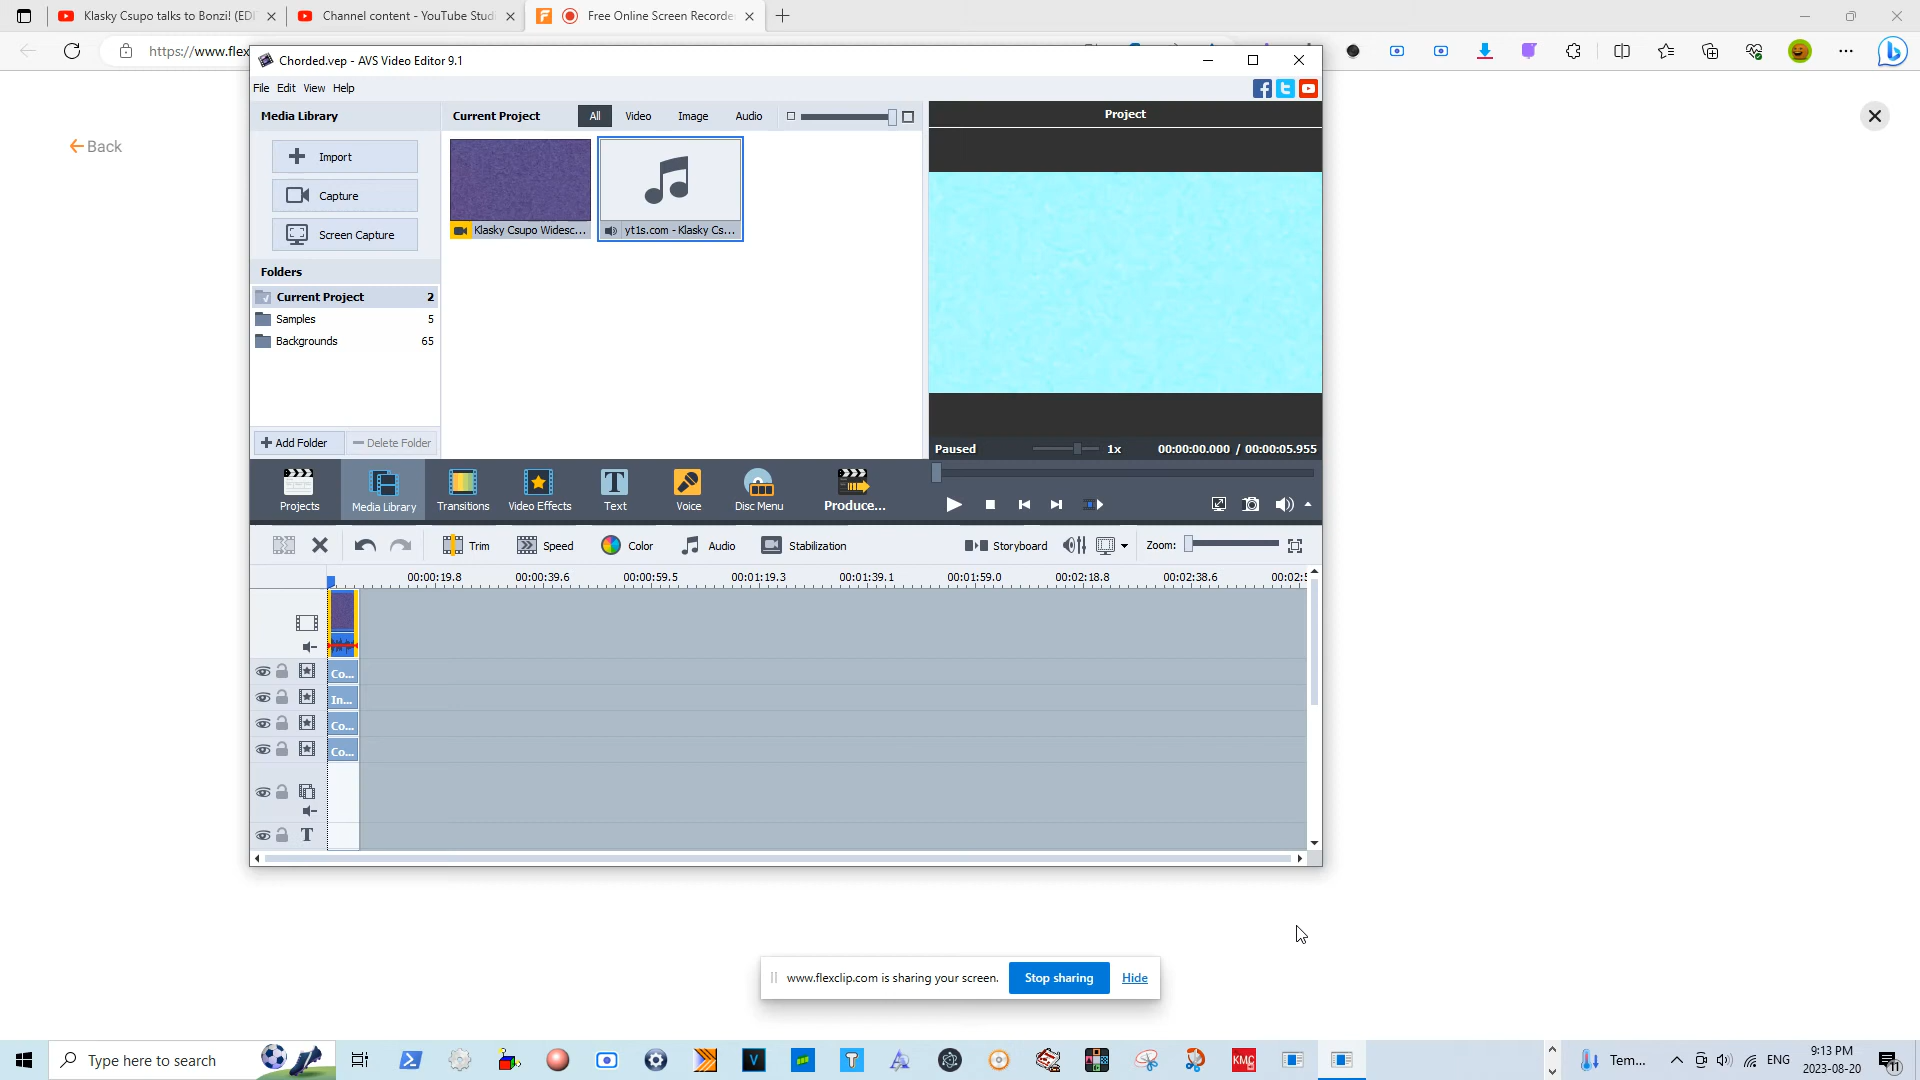 Klasky Csupo talks to Bonzi! (EDI
Channel content - YouTube Studi
Free Online Screen Recorde
https://www.flex
Chorded.vep - AVS Video Editor 9.1
File Edit View Help
Media Library
Current Project
All
Video
Image
Audio
Project
Back
Import
Capture
Screen Capture
Klasky Csupo Widesc...
yt1s.com - Klasky Cs...
Folders
Current Project 2
Samples 5
Backgrounds 65
Add Folder
Delete Folder
Paused
1x
00:00:00.000 / 00:00:05.955
Projects
Media Library
Transitions
Video Effects
Text
Voice
Disc Menu
Produce...
Trim
Speed
Color
Audio
Stabilization
Storyboard
Zoom:
00:00:19.8
00:00:39.6
00:00:59.5
00:01:19.3
00:01:39.1
00:01:59.0
00:02:18.8
00:02:38.6
Co...
In...
Co...
Co...
T
www.flexclip.com is sharing your screen.
Stop sharing
Hide
Type here to search
KMC
Tem...
ENG
9:13 PM
2023-08-20
11